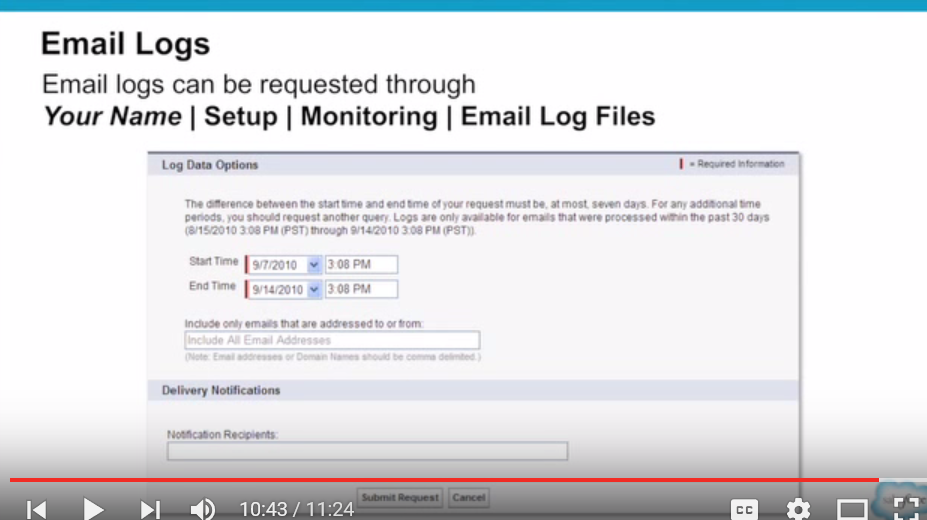 Email Logs
Email logs can be requested through
Your Name | Setup | Monitoring | Email Log Files
Log Data Options
= Required Information
The difference between the start time and end time of your request must be, at most, seven days. For any additional time
periods, you should request another query. Logs are only available for emails that were processed within the past 30 days
(8/15/2010 3:08 PM (PST) through 9/14/2010 3:08 PM (PST)).
Start Time 9/7/2010 3:08 PM
End Time 9/14/2010 3:08 PM
Include only emails that are addressed to or from:
Include All Email Addresses
(Note: Email addresses or Domain Names should be comma delimited.)
Delivery Notifications
Notification Recipients:
Submit Request Cancel
10:43 / 11:24
CC